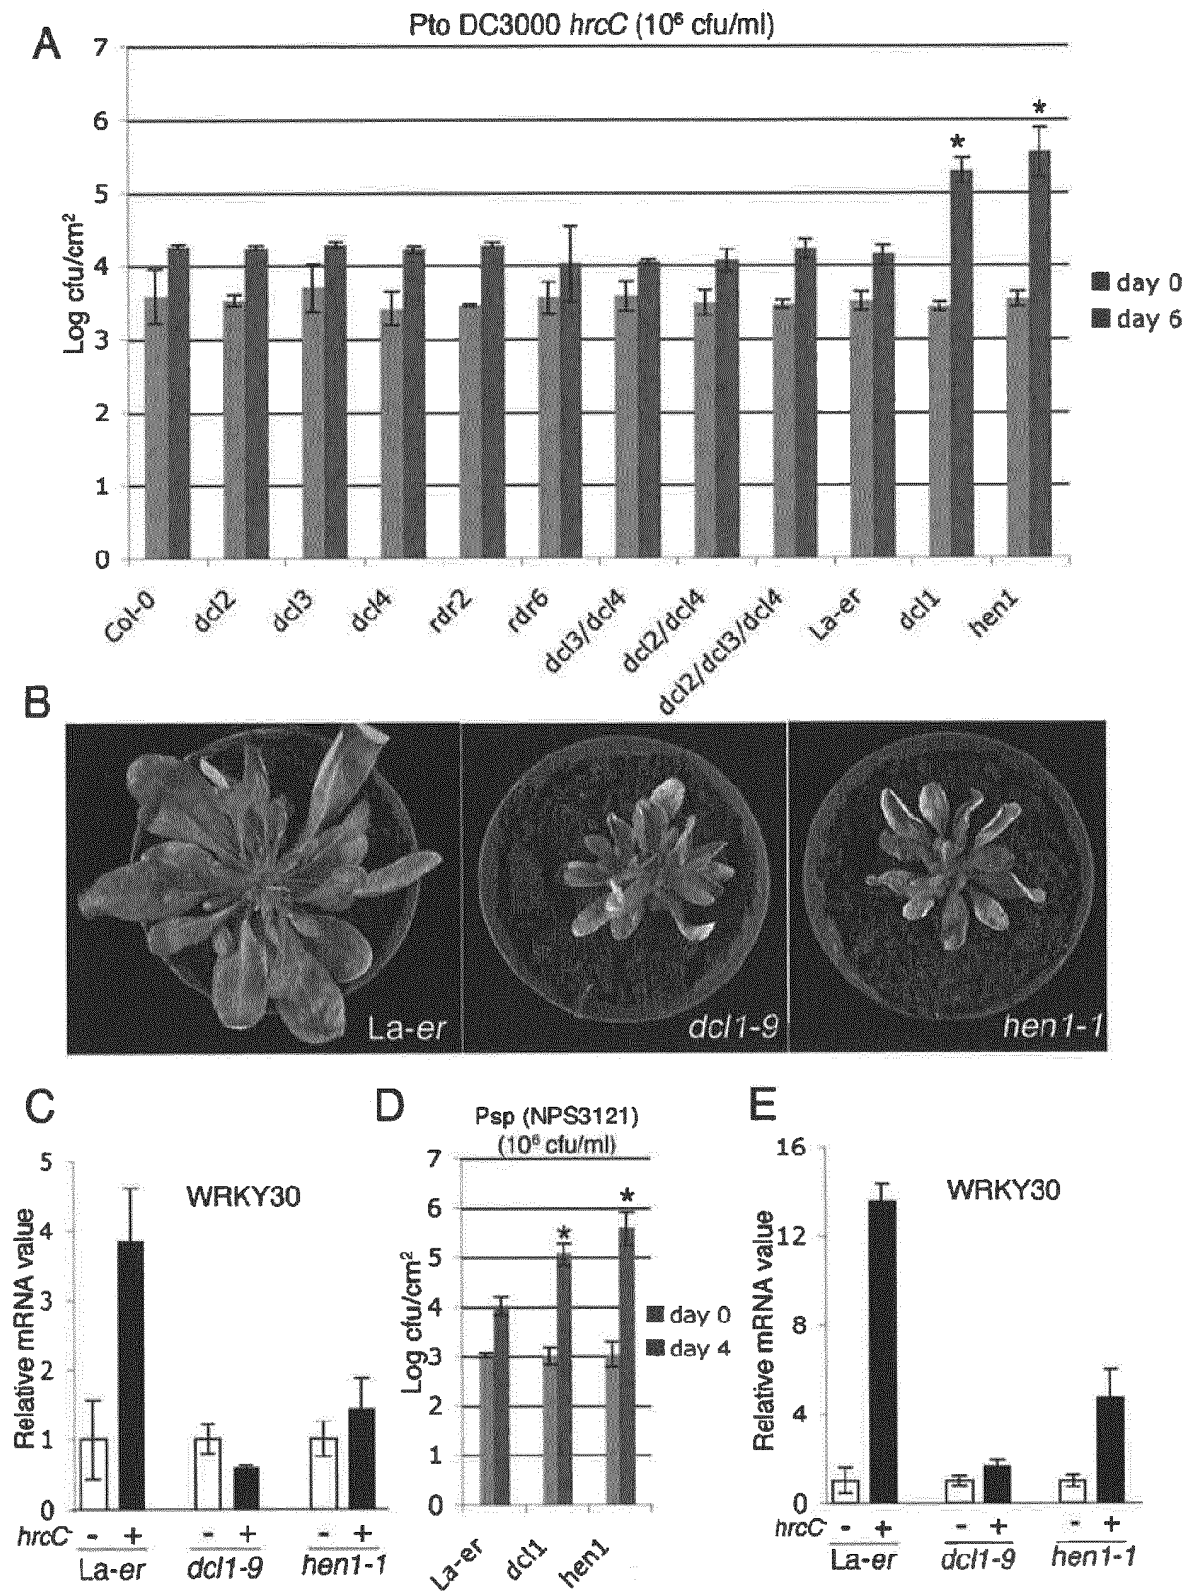 A
Pto DC3000 hrcC (10⁶ cfu/ml)
7
6
5
4
3
2
1
0
Log cfu/cm²
*
*
day 0
day 6
Col-0
dcl2
dcl3
dcl4
rdr2
rdr6
dcl3/dcl4
dcl2/dcl4
dcl2/dcl3/dcl4
La-er
dcl1
hen1
B
La-er
dcl1-9
hen1-1
C
WRKY30
5
4
3
2
1
0
Relative mRNA value
hrcC - + - + - +
La-er dcl1-9 hen1-1
D
Psp (NPS3121)
(10⁶ cfu/ml)
7
6
5
4
3
2
1
0
Log cfu/cm²
*
*
day 0
day 4
La-er
dcl1
hen1
E
WRKY30
16
12
8
4
0
Relative mRNA value
hrcC - + - + - +
La-er dcl1-9 hen1-1